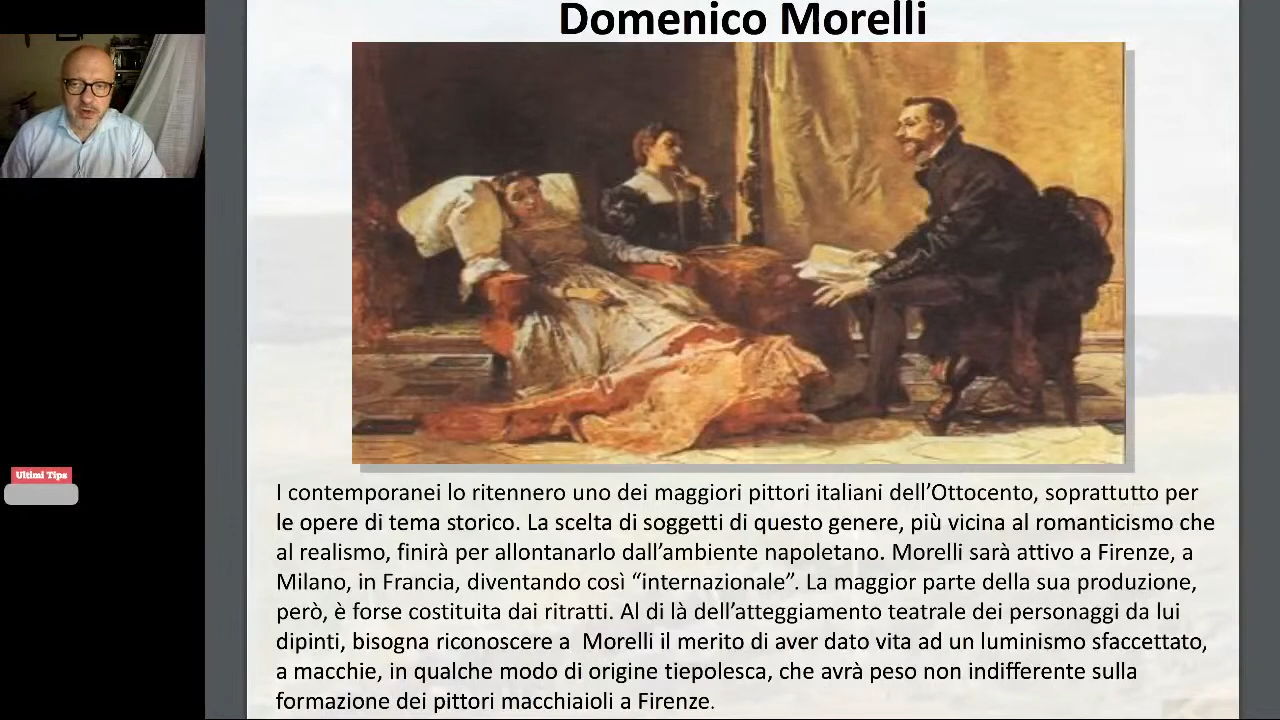 Domenico Morelli
Ultimi Tips
I contemporanei lo ritennero uno dei maggiori pittori italiani dell’Ottocento, soprattutto per
le opere di tema storico. La scelta di soggetti di questo genere, più vicina al romanticismo che
al realismo, finirà per allontanarlo dall’ambiente napoletano. Morelli sarà attivo a Firenze, a
Milano, in Francia, diventando così “internazionale”. La maggior parte della sua produzione,
però, è forse costituita dai ritratti. Al di là dell’atteggiamento teatrale dei personaggi da lui
dipinti, bisogna riconoscere a  Morelli il merito di aver dato vita ad un luminismo sfaccettato,
a macchie, in qualche modo di origine tiepolesca, che avrà peso non indifferente sulla
formazione dei pittori macchiaioli a Firenze.